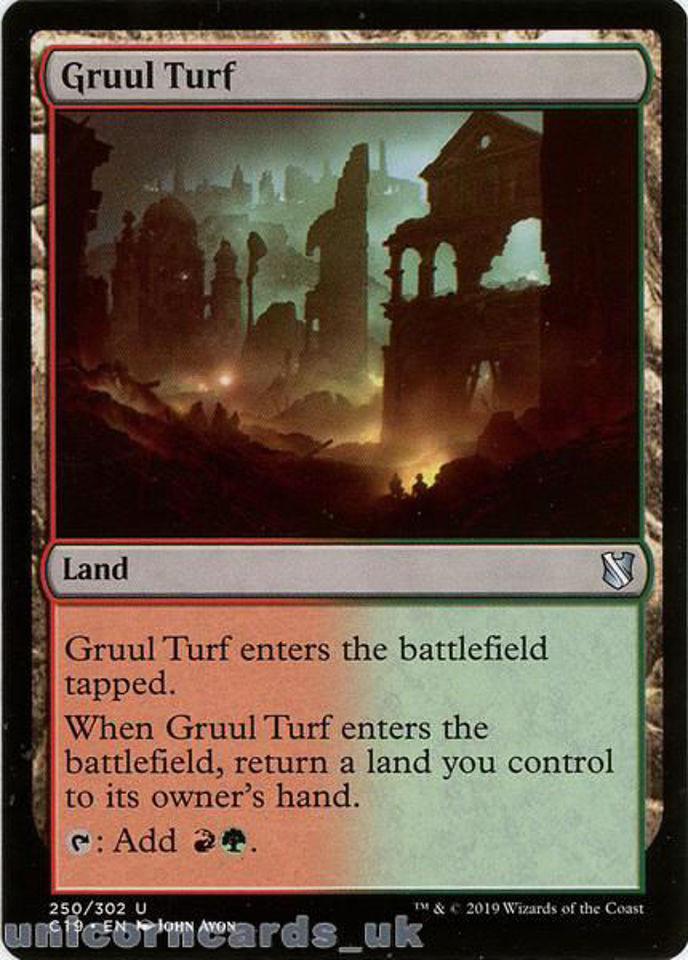 Gruul Turf
Land
Gruul Turf enters the battlefield
tapped.
When Gruul Turf enters the
battlefield, return a land you control
to its owner's hand.
: Add .
250/302 U
C19 • EN John Avon
™ & © 2019 Wizards of the Coast
unicorncards_uk